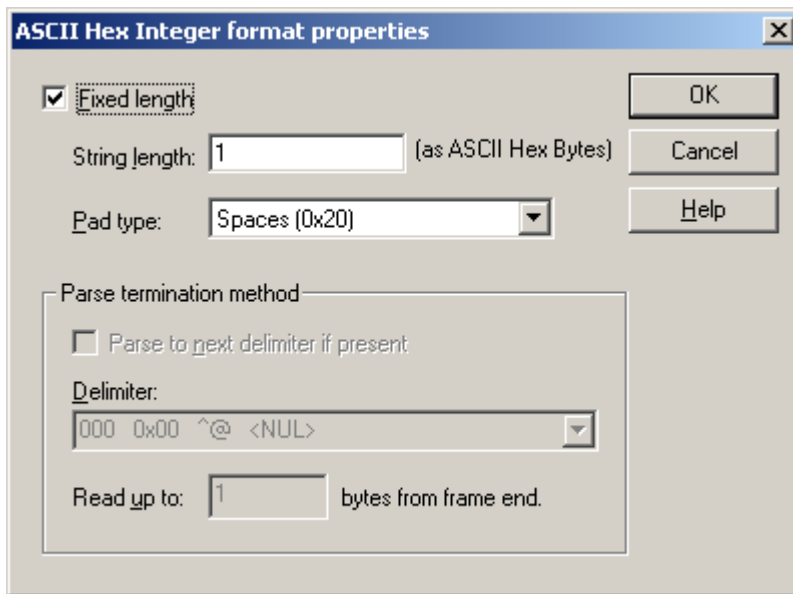 ASCII Hex Integer format properties
Fixed length
OK
String length: 1 (as ASCII Hex Bytes)
Cancel
Pad type: Spaces (0x20)
Help
Parse termination method
Parse to next delimiter if present
Delimiter:
000 0x00 ^@ <NUL>
Read up to: 1 bytes from frame end.